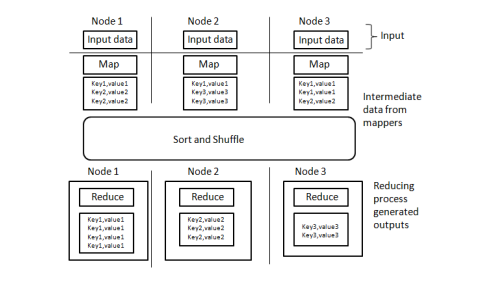 Node 1
Node 2
Node 3
Input data
Input data
Input data
Input
Map
Map
Map
Key1,value1
Key2,value2
Key2,value2
Key1,value1
Key3,value3
Key3,value3
Key1,value1
Key1,value1
Key2,value2
Intermediate
data from
mappers
Sort and Shuffle
Node 1
Node 2
Node 3
Reduce
Reduce
Reduce
Key1,value1
Key1,value1
Key1,value1
Key1,value1
Key2,value2
Key2,value2
Key2,value2
Key3,value3
Key3,value3
Reducing
process
generated
outputs